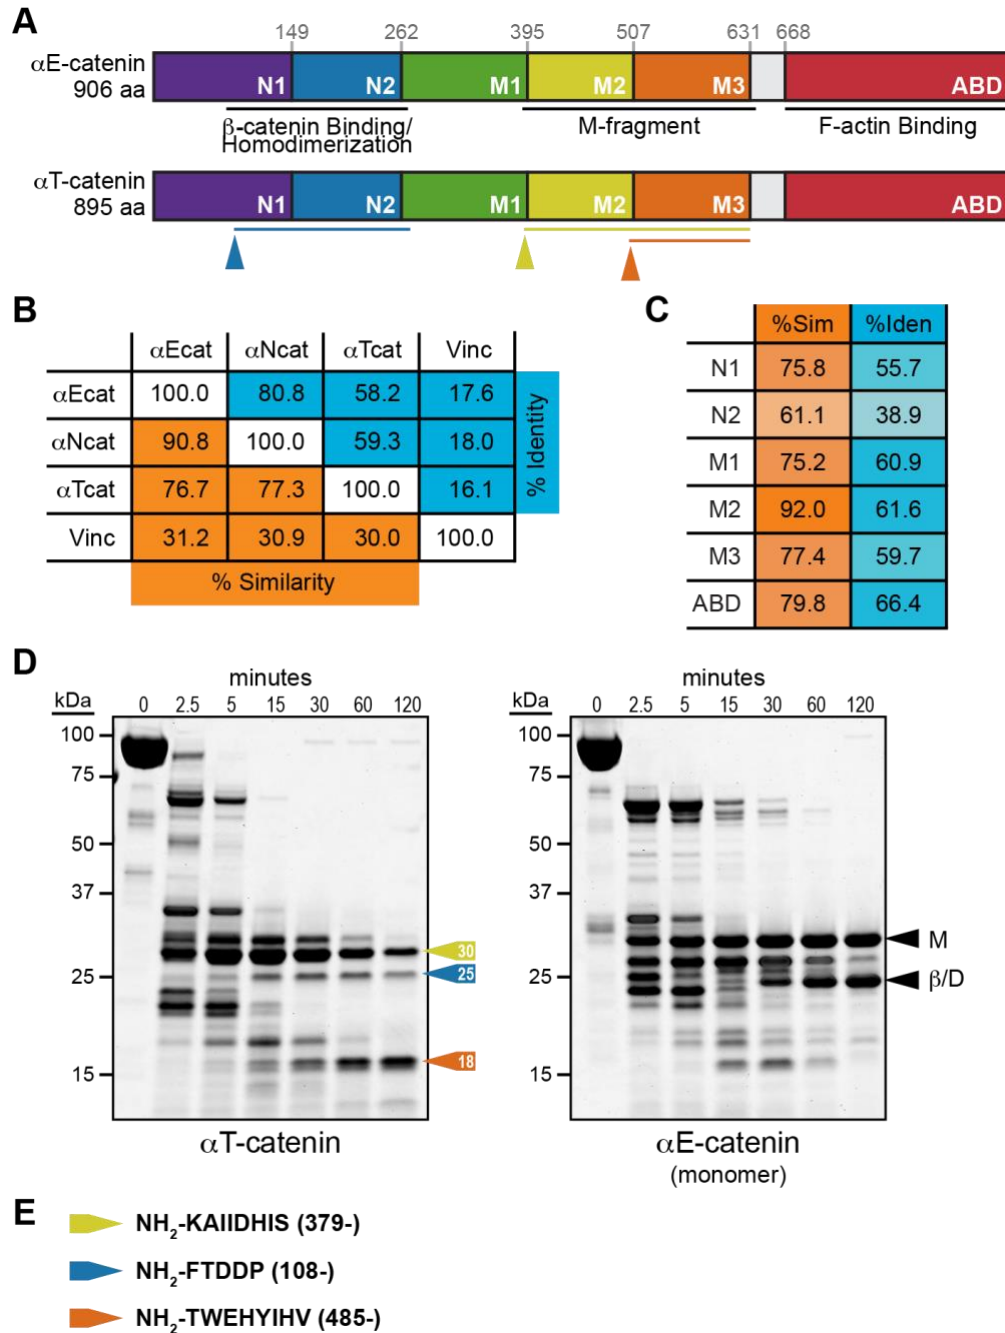 A
149 262 395 507 631 668
αE-catenin
906 aa
N1 N2 M1 M2 M3 ABD
β-catenin Binding/
Homodimerization
M-fragment
F-actin Binding
αT-catenin
895 aa
N1 N2 M1 M2 M3 ABD
B
αEcat αNcat αTcat Vinc
αEcat 100.0 80.8 58.2 17.6
αNcat 90.8 100.0 59.3 18.0
αTcat 76.7 77.3 100.0 16.1
Vinc 31.2 30.9 30.0 100.0
% Identity
% Similarity
C
%Sim %Iden
N1 75.8 55.7
N2 61.1 38.9
M1 75.2 60.9
M2 92.0 61.6
M3 77.4 59.7
ABD 79.8 66.4
D
minutes
kDa 0 2.5 5 15 30 60 120
100
75
50
37
25
15
30
25
18
αT-catenin
minutes
kDa 0 2.5 5 15 30 60 120
100
75
50
37
25
15
M
β/D
αE-catenin
(monomer)
E
NH₂-KAIIDHIS (379-)
NH₂-FTDDP (108-)
NH₂-TWEHYIHV (485-)